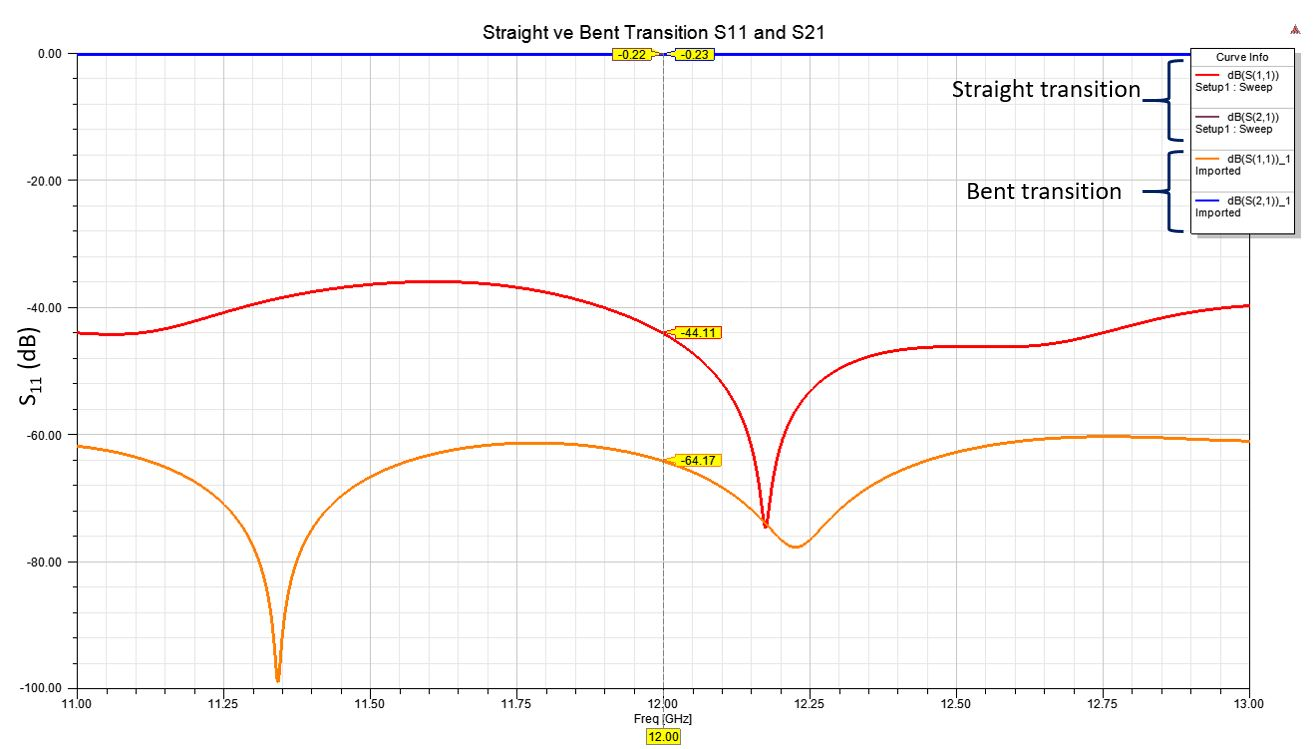 Straight ve Bent Transition S11 and S21
0.00
-0.22
-0.23
Curve Info
dB(S(1,1))
Setup1 : Sweep
dB(S(2,1))
Setup1 : Sweep
dB(S(1,1))_1
Imported
dB(S(2,1))_1
Imported
Straight transition
Bent transition
-20.00
-40.00
-44.11
-60.00
-64.17
-80.00
-100.00
S11 (dB)
11.00 11.25 11.50 11.75 12.00 12.25 12.50 12.75 13.00
Freq [GHz]
12.00